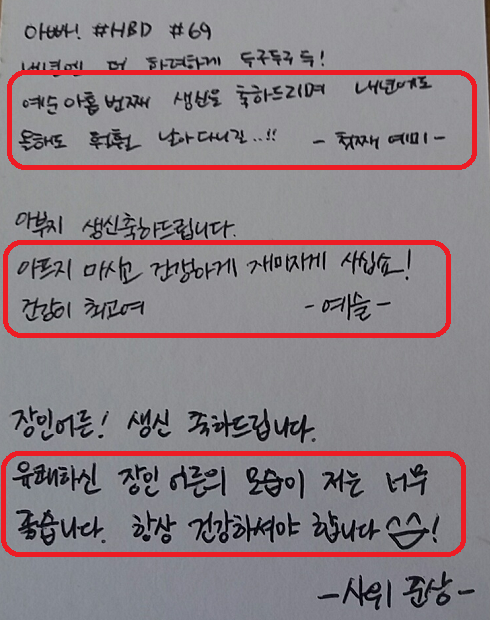 아빠! #HBD #69
내년엔 더 화려하게 두구두구 두!
예순 아홉 번째 생신을 축하드리며 내년에도
올해도 훨훨 날아다니길..!! - 첫째 예미 -
아부지 생신축하드립니다.
아프지 마시고 건강하게 재미지게 사십쇼!
건강이 최고여 - 예슬 -
장인어른! 생신 축하드립니다.
유쾌하신 장인 어른의 모습이 저는 너무
좋습니다. 항상 건강하셔야 합니다 ^^!
- 사위 준상 -